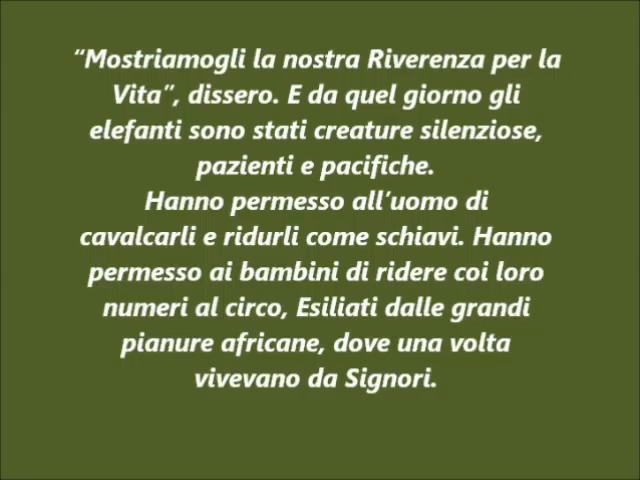 “Mostriamogli la nostra Riverenza per la
Vita”, dissero. E da quel giorno gli
elefanti sono stati creature silenziose,
pazienti e pacifiche.
Hanno permesso all’uomo di
cavalcarli e ridurli come schiavi. Hanno
permesso ai bambini di ridere coi loro
numeri al circo, Esiliati dalle grandi
pianure africane, dove una volta
vivevano da Signori.